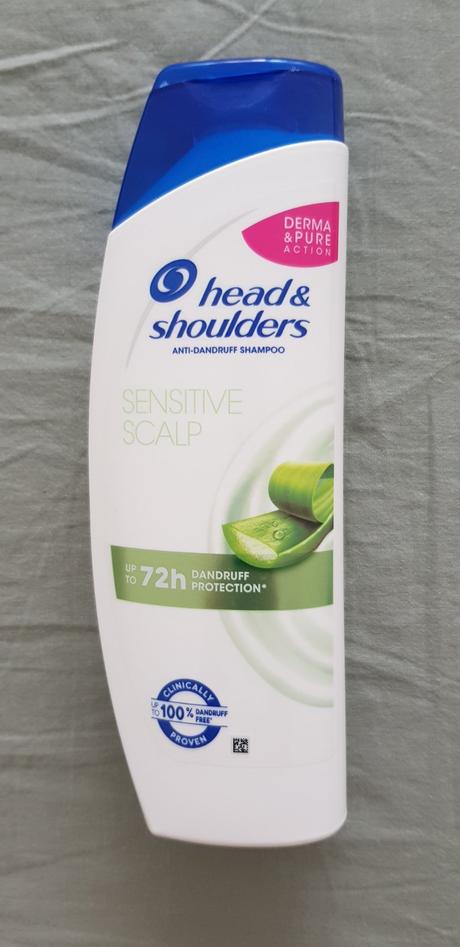 DERMA
&PURE
ACTION
head &
shoulders
ANTI-DANDRUFF SHAMPOO
SENSITIVE
SCALP
UP TO 72h DANDRUFF
PROTECTION*
CLINICALLY
UP TO 100% DANDRUFF
FREE*
PROVEN